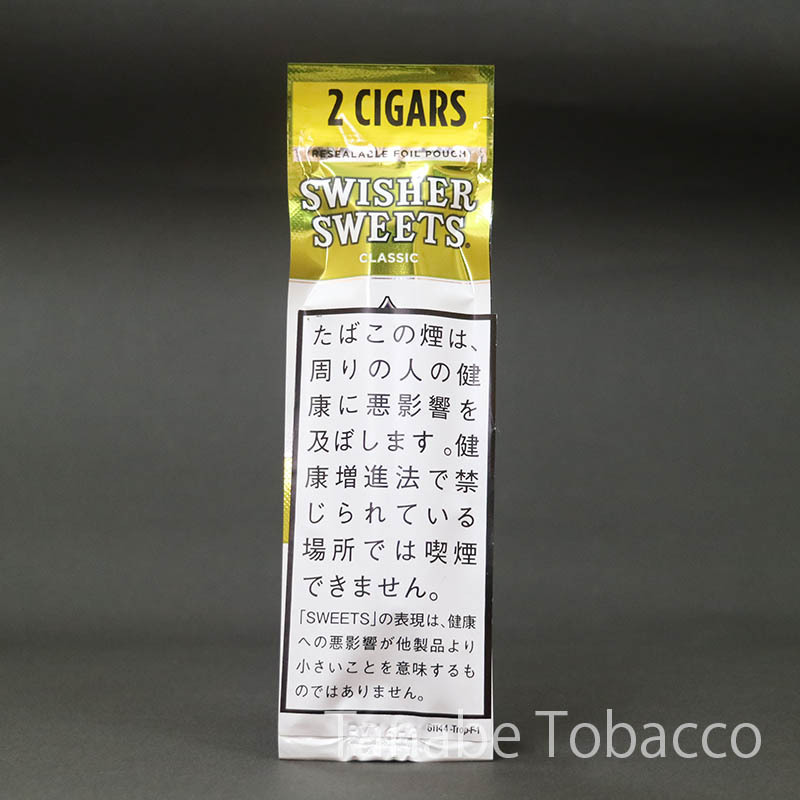 2 CIGARS
RESEALABLE FOIL POUCH
SWISHER
SWEETS®
CLASSIC
たばこの煙は、
周りの人の健
康に悪影響を
及ぼします。健
康増進法で禁
じられている
場所では喫煙
できません。
「SWEETS」の表現は、健康
への悪影響が他製品より
小さいことを意味するも
のではありません。
Tanabe Tobacco